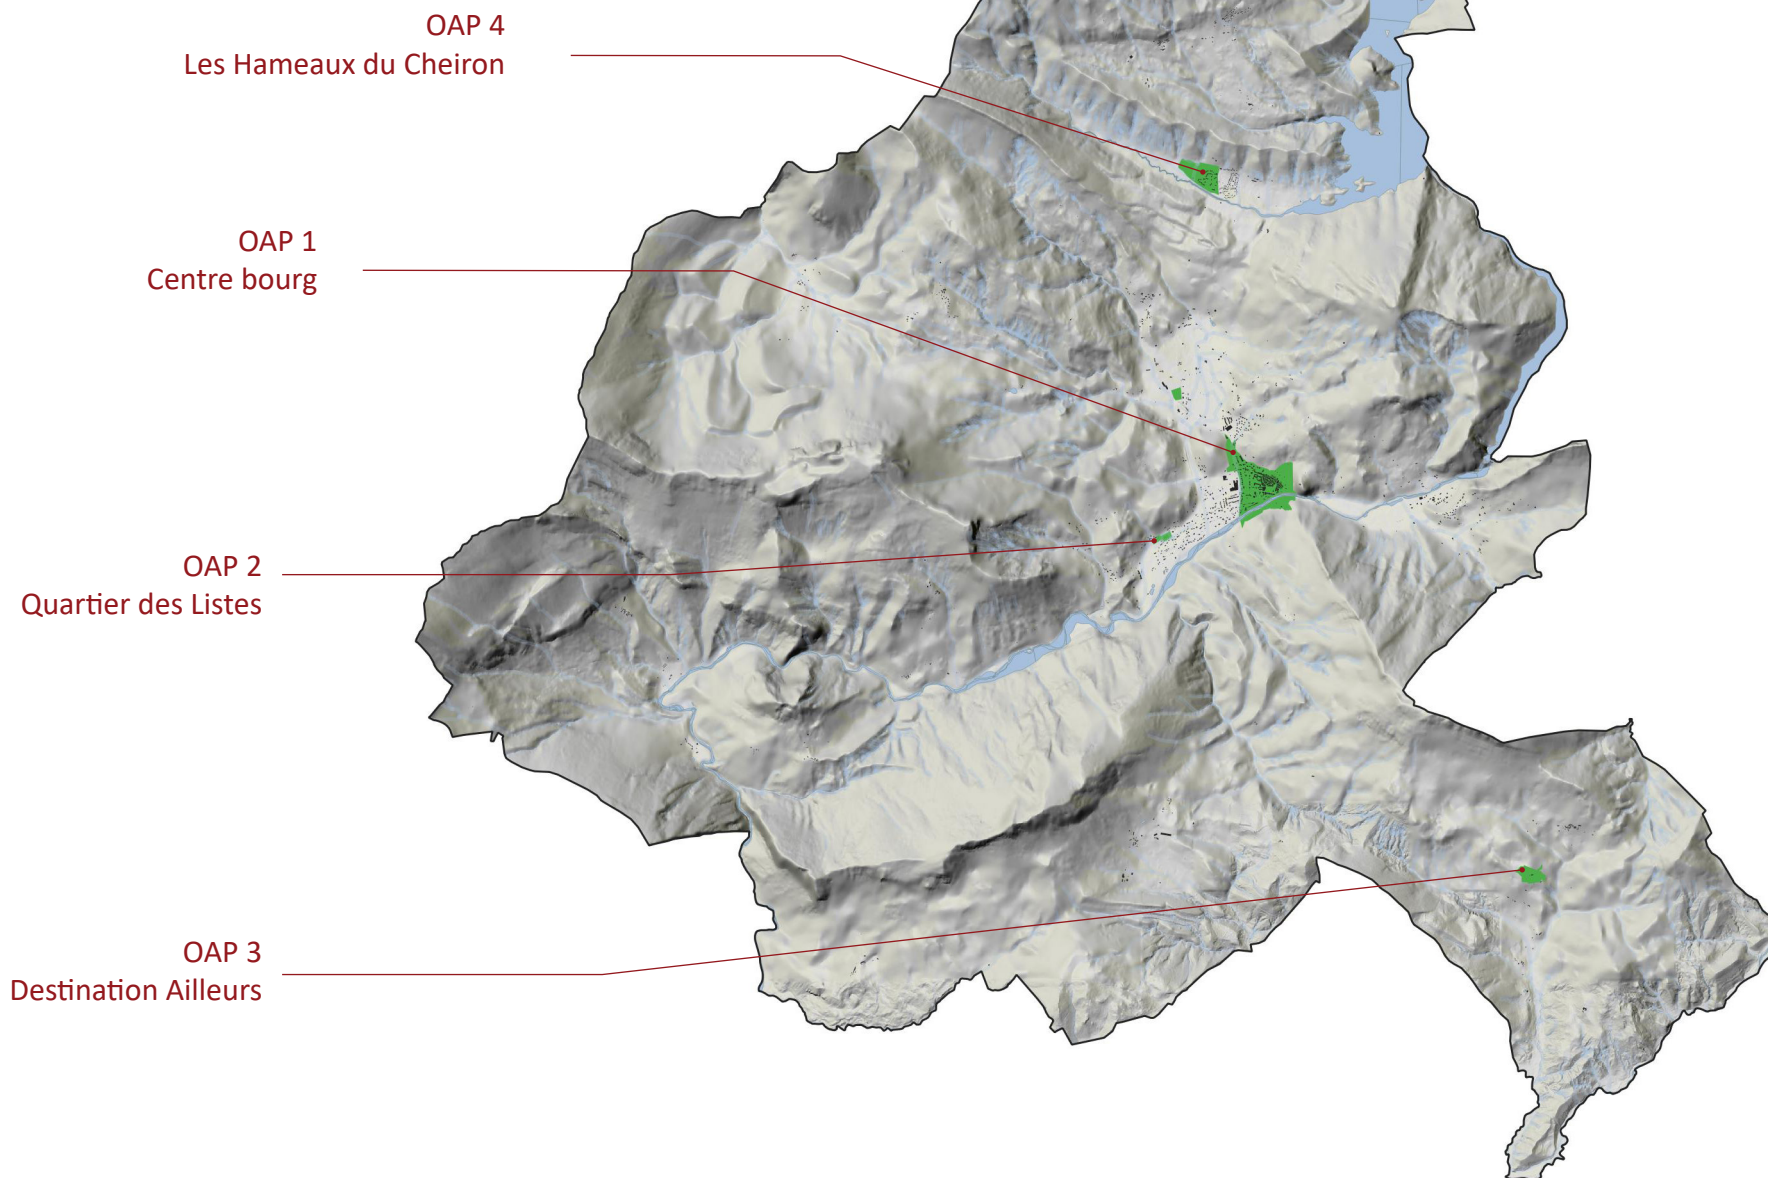 OAP 4
Les Hameaux du Cheiron
OAP 1
Centre bourg
OAP 2
Quartier des Listes
OAP 3
Destination Ailleurs